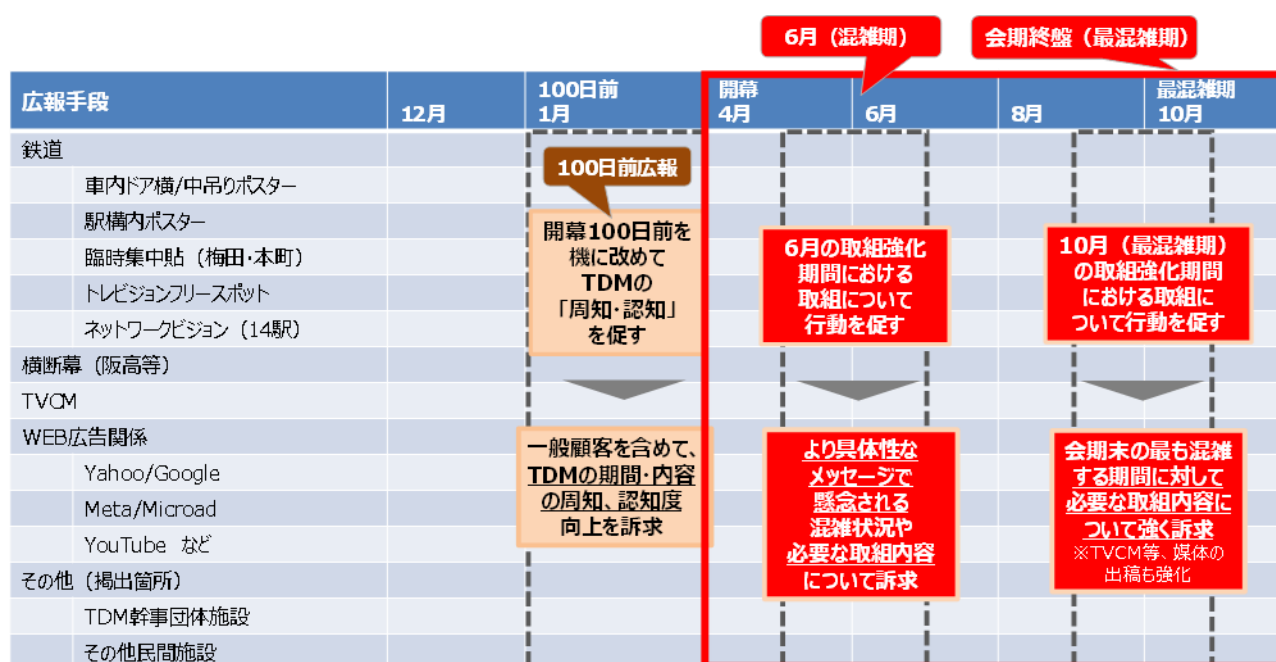 6月（混雑期）
会期終盤（最混雑期）
広報手段
12月
100日前
1月
開幕
4月
6月
8月
最混雑期
10月
鉄道
車内ドア横/中吊りポスター
駅構内ポスター
臨時集中貼（梅田・本町）
トレビジョンフリースポット
ネットワークビジョン（14駅）
横断幕（阪高等）
TVCM
WEB広告関係
Yahoo/Google
Meta/Microad
YouTube など
その他（掲出箇所）
TDM幹事団体施設
その他民間施設
100日前広報
開幕100日前を
機に改めて
TDMの
「周知・認知」
を促す
一般顧客を含めて、
TDMの期間・内容
の周知、認知度
向上を訴求
6月の取組強化
期間における
取組について
行動を促す
より具体性な
メッセージで
懸念される
混雑状況や
必要な取組内容
について訴求
10月（最混雑期）
の取組強化期間
における取組に
ついて行動を促す
会期末の最も混雑
する期間に対して
必要な取組内容に
ついて強く訴求
※TVCM等、媒体の
出稿も強化